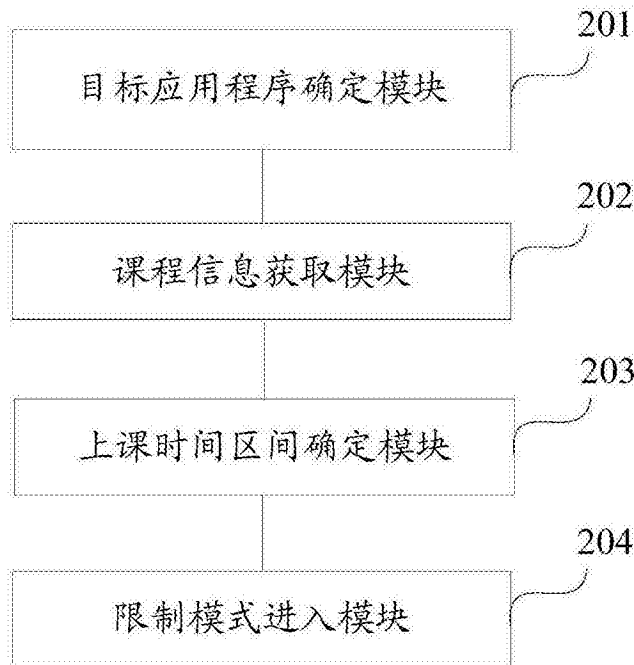 201
目标应用程序确定模块
202
课程信息获取模块
203
上课时间区间确定模块
204
限制模式进入模块